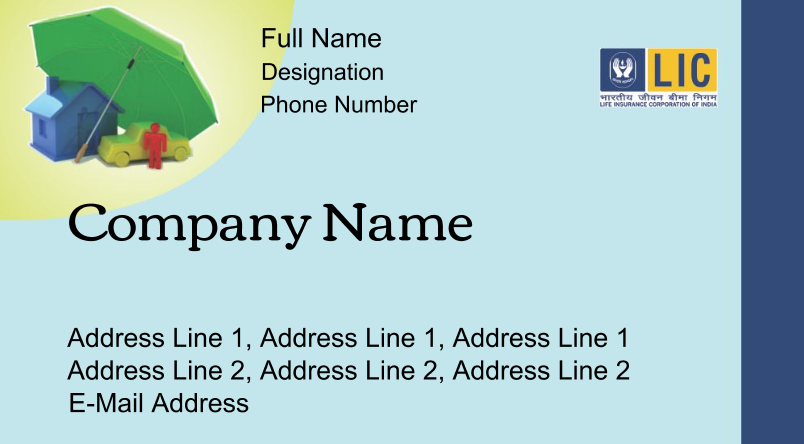 Full Name
Designation
Phone Number
LIC
भारतीय जीवन बीमा निगम
LIFE INSURANCE CORPORATION OF INDIA
Company Name
Address Line 1, Address Line 1, Address Line 1
Address Line 2, Address Line 2, Address Line 2
E-Mail Address